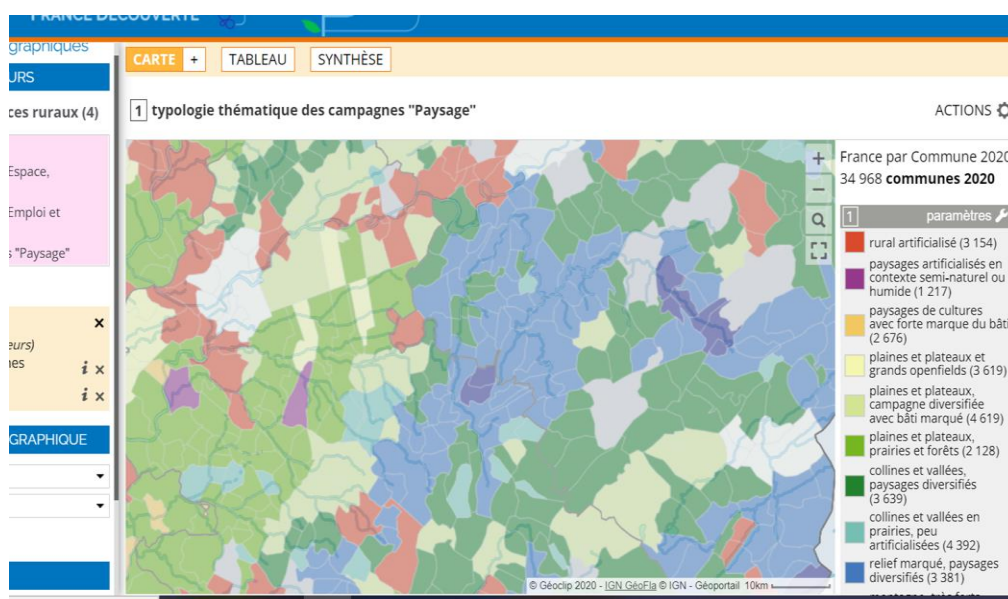 FRANCE DÉCOUVERTE
graphiques
URS
ces ruraux (4)
Espace,
Emploi et
s "Paysage"
eurs)
nes
i x
i x
GRAPHIQUE
CARTE + TABLEAU SYNTHÈSE
1 typologie thématique des campagnes "Paysage"
ACTIONS
France par Commune 2020
34 968 communes 2020
1 paramètres
rural artificialisé (3 154)
paysages artificialisés en
contexte semi-naturel ou
humide (1 217)
paysages de cultures
avec forte marque du bâti
(2 676)
plaines et plateaux et
grands openfields (3 619)
plaines et plateaux,
campagne diversifiée
avec bâti marqué (4 619)
plaines et plateaux,
prairies et forêts (2 128)
collines et vallées,
paysages diversifiés
(3 639)
collines et vallées en
prairies, peu
artificialisées (4 392)
relief marqué, paysages
diversifiés (3 381)
© Géoclip 2020 - IGN GéoFla © IGN - Géoportail 10km